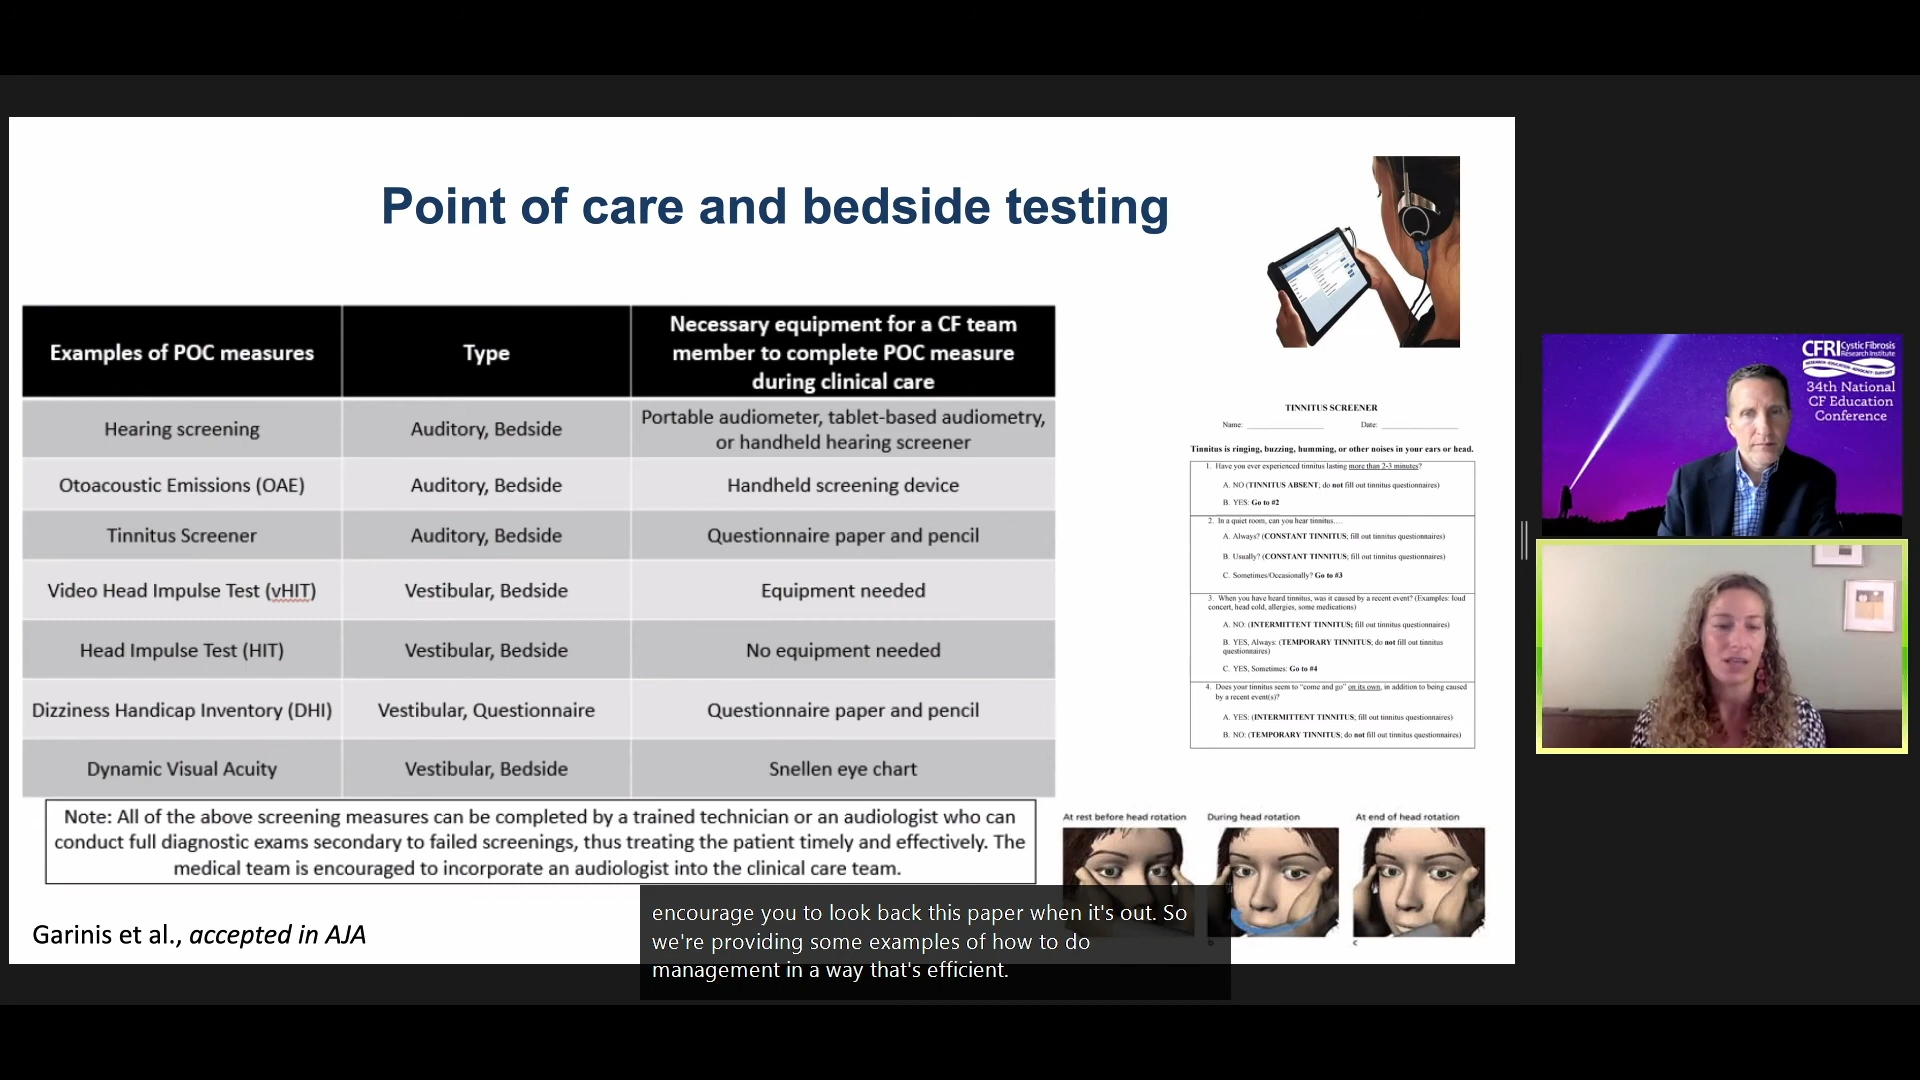 Point of care and bedside testing
Examples of POC measures
Type
Necessary equipment for a CF team
member to complete POC measure
during clinical care
Hearing screening
Auditory, Bedside
Portable audiometer, tablet-based audiometry,
or handheld hearing screener
Otoacoustic Emissions (OAE)
Auditory, Bedside
Handheld screening device
Tinnitus Screener
Auditory, Bedside
Questionnaire paper and pencil
Video Head Impulse Test (vHIT)
Vestibular, Bedside
Equipment needed
Head Impulse Test (HIT)
Vestibular, Bedside
No equipment needed
Dizziness Handicap Inventory (DHI)
Vestibular, Questionnaire
Questionnaire paper and pencil
Dynamic Visual Acuity
Vestibular, Bedside
Snellen eye chart
Note: All of the above screening measures can be completed by a trained technician or an audiologist who can
conduct full diagnostic exams secondary to failed screenings, thus treating the patient timely and effectively. The
medical team is encouraged to incorporate an audiologist into the clinical care team.
Garinis et al., accepted in AJA
TINNITUS SCREENER
Name: Date:
Tinnitus is ringing, buzzing, humming, or other noises in your ears or head.
1. Have you ever experienced tinnitus lasting more than 2-3 minutes?
A. NO (TINNITUS ABSENT; do not fill out tinnitus questionnaires)
B. YES: Go to #2
2. In a quiet room, can you hear tinnitus....
A. Always? (CONSTANT TINNITUS; fill out tinnitus questionnaires)
B. Usually? (CONSTANT TINNITUS; fill out tinnitus questionnaires)
C. Sometimes/Occasionally? Go to #3
3. When you have heard tinnitus, was it caused by a recent event? (Examples: loud
concert, head cold, allergies, some medications)
A. NO: (INTERMITTENT TINNITUS; fill out tinnitus questionnaires)
B. YES, Always: (TEMPORARY TINNITUS; do not fill out tinnitus
questionnaires)
C. YES, Sometimes: Go to #4
4. Does your tinnitus seem to "come and go" on its own, in addition to being caused
by a recent event(s)?
A. YES: (INTERMITTENT TINNITUS; fill out tinnitus questionnaires)
B. NO: (TEMPORARY TINNITUS; do not fill out tinnitus questionnaires)
At rest before head rotation
During head rotation
At end of head rotation
b
c
encourage you to look back this paper when it's out. So
we're providing some examples of how to do
management in a way that's efficient.
CFRI Cystic Fibrosis
Research Institute
RESEARCH • EDUCATION • ADVOCACY • SUPPORT
34th National
CF Education
Conference